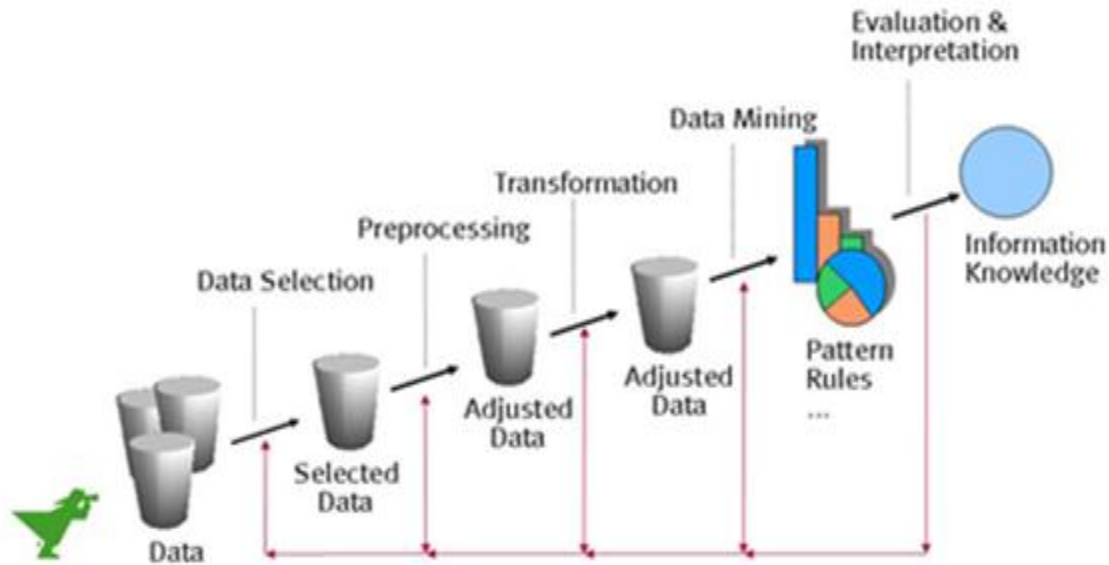 Evaluation &
Interpretation
Data Mining
Transformation
Preprocessing
Data Selection
Information
Knowledge
Pattern
Rules
...
Adjusted
Data
Adjusted
Data
Selected
Data
Data